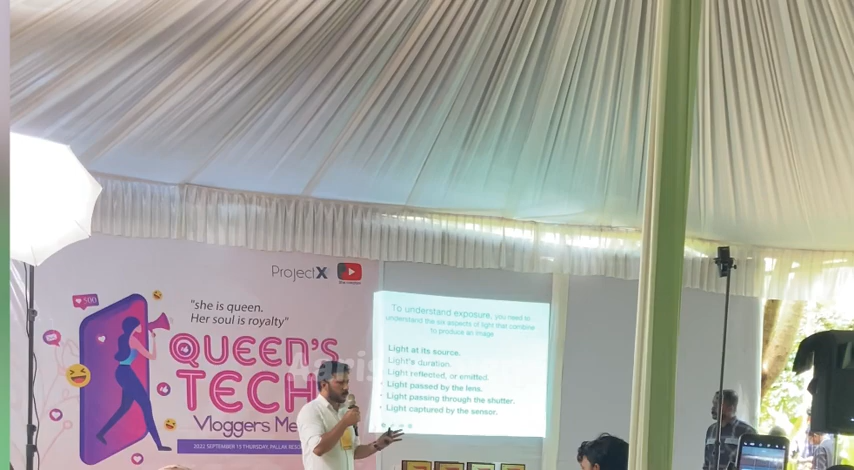 ProjectX
500
"she is queen.
Her soul is royalty"
QUEEN'S
TECH
Vloggers Me
2022 SEPTEMBER 15 THURSDAY, PALLAK RESO
To understand exposure, you need to
understand the six aspects of light that combine
to produce an image
Light at its source.
Light's duration.
Light reflected, or emitted.
• Light passed by the lens.
• Light passing through the shutter.
• Light captured by the sensor.